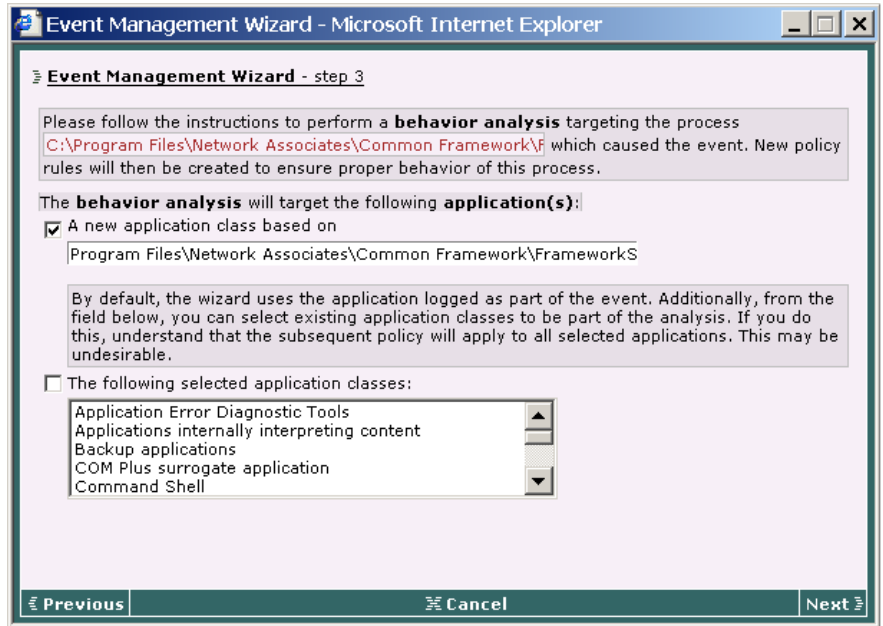 Event Management Wizard - Microsoft Internet Explorer
Event Management Wizard - step 3
Please follow the instructions to perform a behavior analysis targeting the process
C:\Program Files\Network Associates\Common Framework\F which caused the event. New policy
rules will then be created to ensure proper behavior of this process.
The behavior analysis will target the following application(s):
A new application class based on
Program Files\Network Associates\Common Framework\FrameworkS
By default, the wizard uses the application logged as part of the event. Additionally, from the
field below, you can select existing application classes to be part of the analysis. If you do
this, understand that the subsequent policy will apply to all selected applications. This may be
undesirable.
The following selected application classes:
Application Error Diagnostic Tools
Applications internally interpreting content
Backup applications
COM Plus surrogate application
Command Shell
Previous Cancel Next